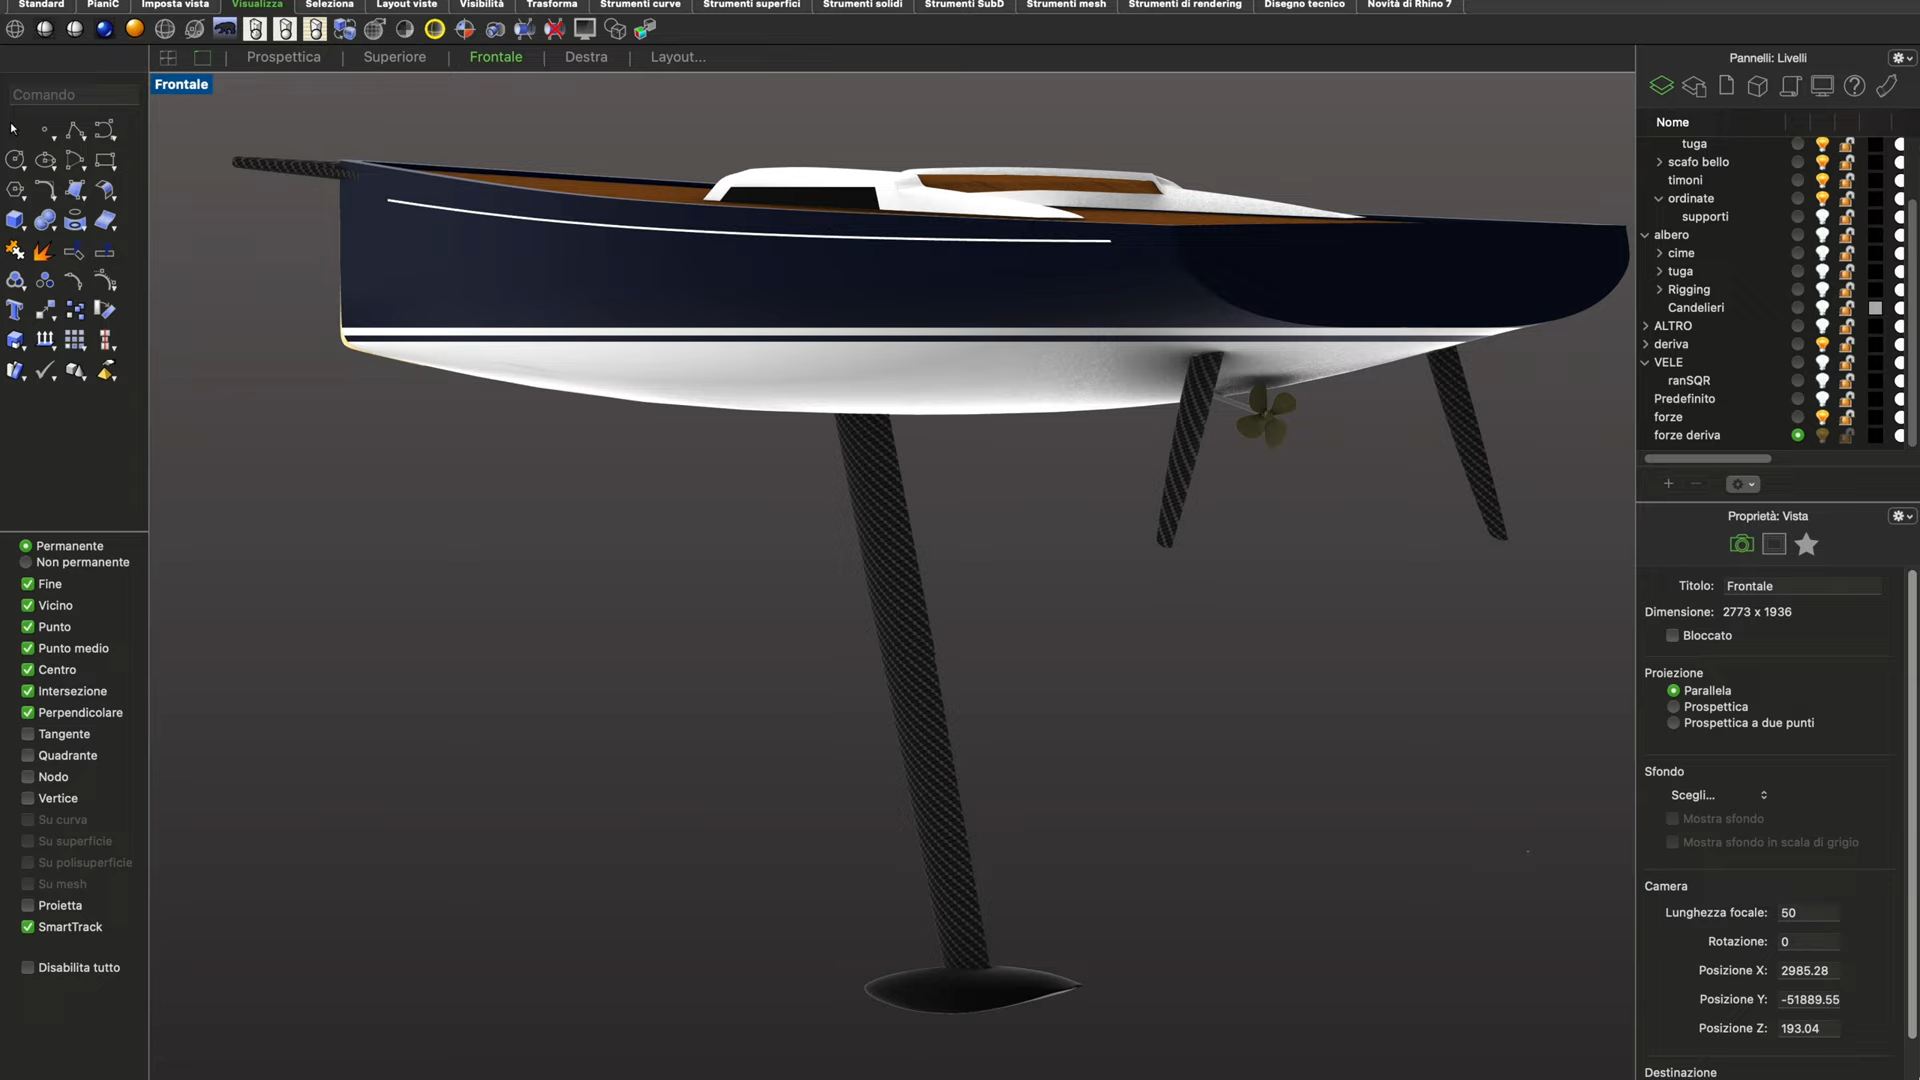 Standard PianiC Imposta vista Visualizza Seleziona Layout viste Visibilità Trasforma Strumenti curve Strumenti superfici Strumenti solidi Strumenti SubD Strumenti mesh Strumenti di rendering Disegno tecnico Novità di Rhino 7
Prospettica Superiore Frontale Destra Layout...
Frontale
Comando
Permanente
Non permanente
Fine
Vicino
Punto
Punto medio
Centro
Intersezione
Perpendicolare
Tangente
Quadrante
Nodo
Vertice
Su curva
Su superficie
Su polisuperficie
Su mesh
Proietta
SmartTrack
Disabilita tutto
Pannelli: Livelli
Nome
tuga
scafo bello
timoni
ordinate
supporti
albero
cime
tuga
Rigging
Candelieri
ALTRO
deriva
VELE
ranSQR
Predefinito
forze
forze deriva
Proprietà: Vista
Titolo: Frontale
Dimensione: 2773 x 1936
Bloccato
Proiezione
Parallela
Prospettica
Prospettica a due punti
Sfondo
Scegli...
Mostra sfondo
Mostra sfondo in scala di grigio
Camera
Lunghezza focale: 50
Rotazione: 0
Posizione X: 2985.28
Posizione Y: -51889.55
Posizione Z: 193.04
Destinazione